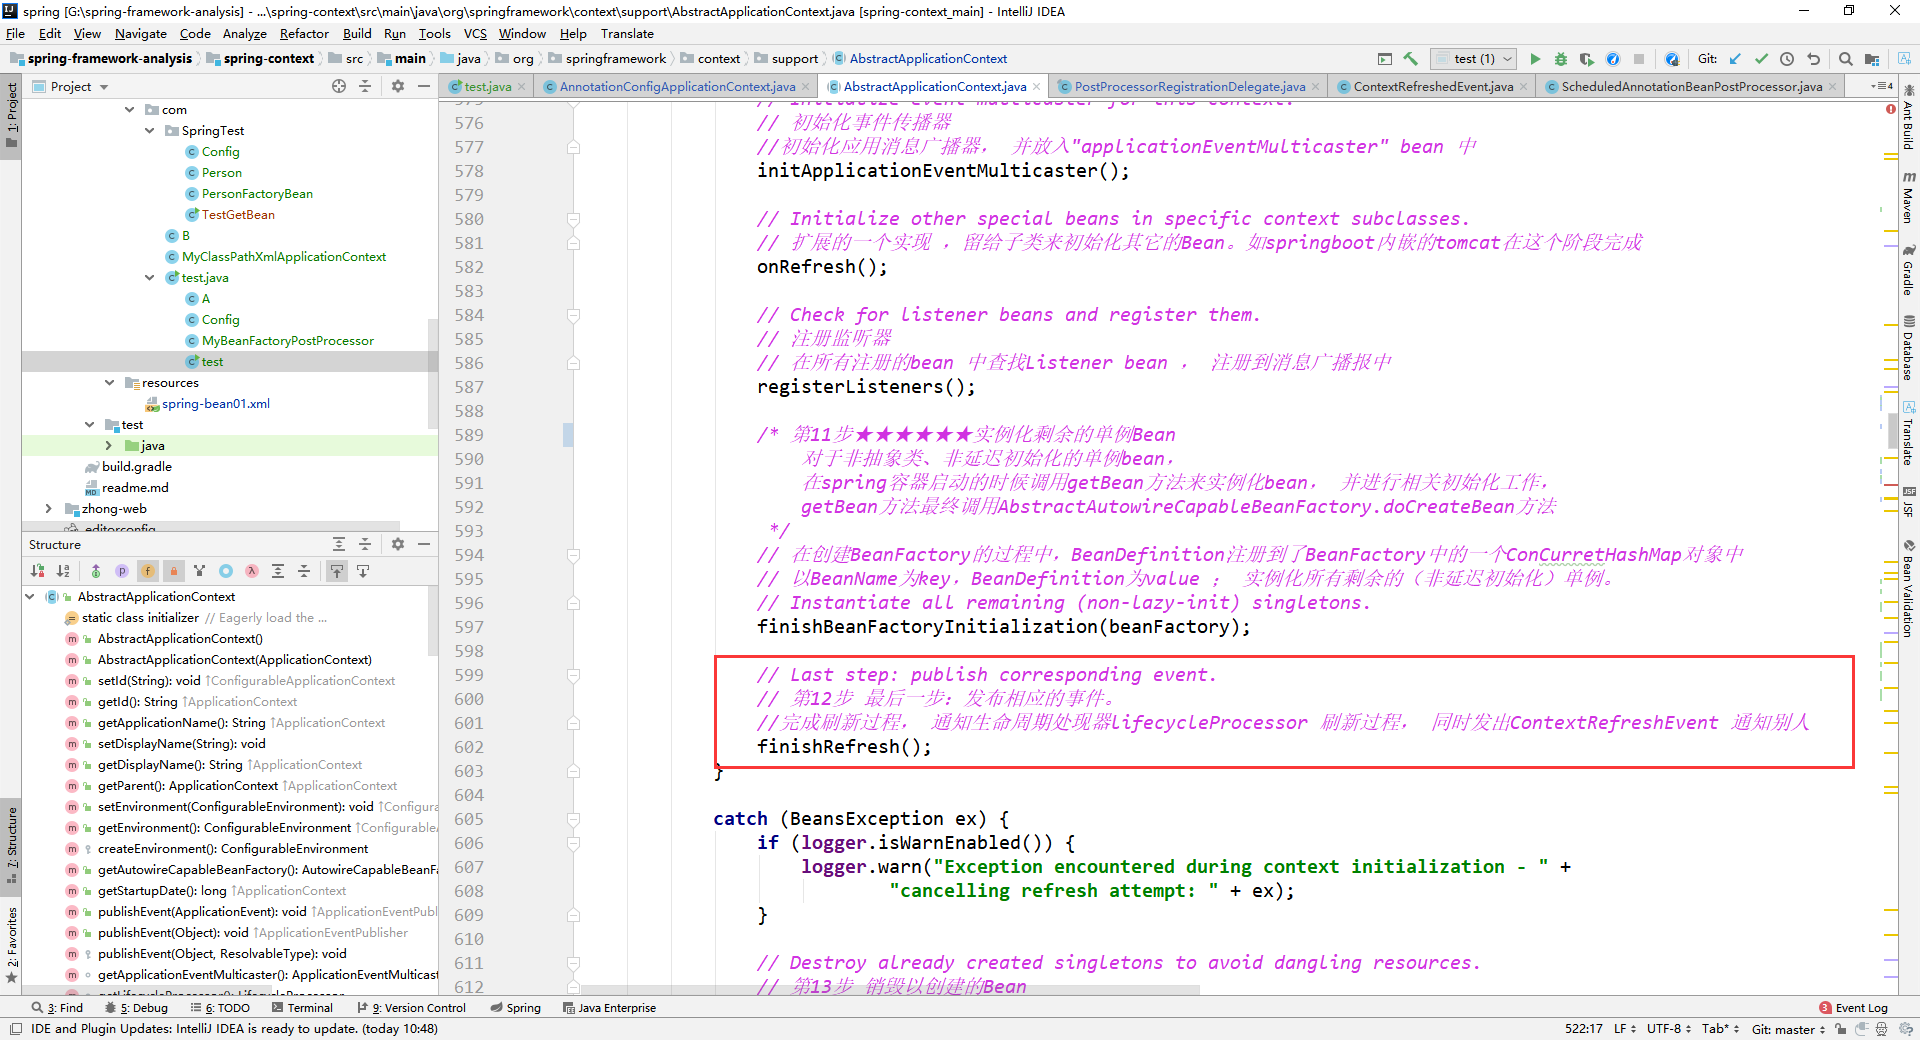 spring [G:\spring-framework-analysis] - ...\spring-context\src\main\java\org\springframework\context\support\AbstractApplicationContext.java [spring-context_main] - IntelliJ IDEA
File Edit View Navigate Code Analyze Refactor Build Run Tools VCS Window Help Translate
spring-framework-analysis spring-context src main java org springframework context support AbstractApplicationContext test (1) Git:
Project test.java AnnotationConfigApplicationContext.java AbstractApplicationContext.java PostProcessorRegistrationDelegate.java ContextRefreshedEvent.java ScheduledAnnotationBeanPostProcessor.java 4
1: Project
7: Structure
2: Favorites
com
SpringTest
Config
Person
PersonFactoryBean
TestGetBean
B
MyClassPathXmlApplicationContext
test.java
A
Config
MyBeanFactoryPostProcessor
test
resources
spring-bean01.xml
test
java
build.gradle
readme.md
zhong-web
.editorconfig
Structure
AbstractApplicationContext
static class initializer // Eagerly load the ...
AbstractApplicationContext()
AbstractApplicationContext(ApplicationContext)
setId(String): void ↑ConfigurableApplicationContext
getId(): String ↑ApplicationContext
getApplicationName(): String ↑ApplicationContext
setDisplayName(String): void
getDisplayName(): String ↑ApplicationContext
getParent(): ApplicationContext ↑ApplicationContext
setEnvironment(ConfigurableEnvironment): void ↑Configura
getEnvironment(): ConfigurableEnvironment ↑Configurable
createEnvironment(): ConfigurableEnvironment
getAutowireCapableBeanFactory(): AutowireCapableBeanFa
getStartupDate(): long ↑ApplicationContext
publishEvent(ApplicationEvent): void ↑ApplicationEventPubl
publishEvent(Object): void ↑ApplicationEventPublisher
publishEvent(Object, ResolvableType): void
getApplicationEventMulticaster(): ApplicationEventMulticast
getLifecycleProcessor(): LifecycleProcessor
575 // Initialize event multicaster for this context.
576 // 初始化事件传播器
577 //初始化应用消息广播器， 并放入"applicationEventMulticaster" bean 中
578 initApplicationEventMulticaster();
579
580 // Initialize other special beans in specific context subclasses.
581 // 扩展的一个实现 ，留给子类来初始化其它的Bean。如springboot内嵌的tomcat在这个阶段完成
582 onRefresh();
583
584 // Check for listener beans and register them.
585 // 注册监听器
586 // 在所有注册的bean 中查找Listener bean ， 注册到消息广播报中
587 registerListeners();
588
589 /* 第11步★★★★★★实例化剩余的单例Bean
590 对于非抽象类、非延迟初始化的单例bean，
591 在spring容器启动的时候调用getBean方法来实例化bean， 并进行相关初始化工作，
592 getBean方法最终调用AbstractAutowireCapableBeanFactory.doCreateBean方法
593 */
594 // 在创建BeanFactory的过程中，BeanDefinition注册到了BeanFactory中的一个ConCurretHashMap对象中
595 // 以BeanName为key，BeanDefinition为value ； 实例化所有剩余的（非延迟初始化）单例。
596 // Instantiate all remaining (non-lazy-init) singletons.
597 finishBeanFactoryInitialization(beanFactory);
598
599 // Last step: publish corresponding event.
600 // 第12步 最后一步：发布相应的事件。
601 //完成刷新过程， 通知生命周期处理器lifecycleProcessor 刷新过程， 同时发出ContextRefreshEvent 通知别人
602 finishRefresh();
603 }
604
605 catch (BeansException ex) {
606 if (logger.isWarnEnabled()) {
607 logger.warn("Exception encountered during context initialization - " +
608 "cancelling refresh attempt: " + ex);
609 }
610
611 // Destroy already created singletons to avoid dangling resources.
612 // 第13步 销毁以创建的Bean
Ant Build
Maven
Gradle
Database
Translate
JSF
Bean Validation
3: Find 5: Debug 6: TODO Terminal 9: Version Control Spring Java Enterprise 3 Event Log
IDE and Plugin Updates: IntelliJ IDEA is ready to update. (today 10:48) 522:17 LF UTF-8 Tab* Git: master